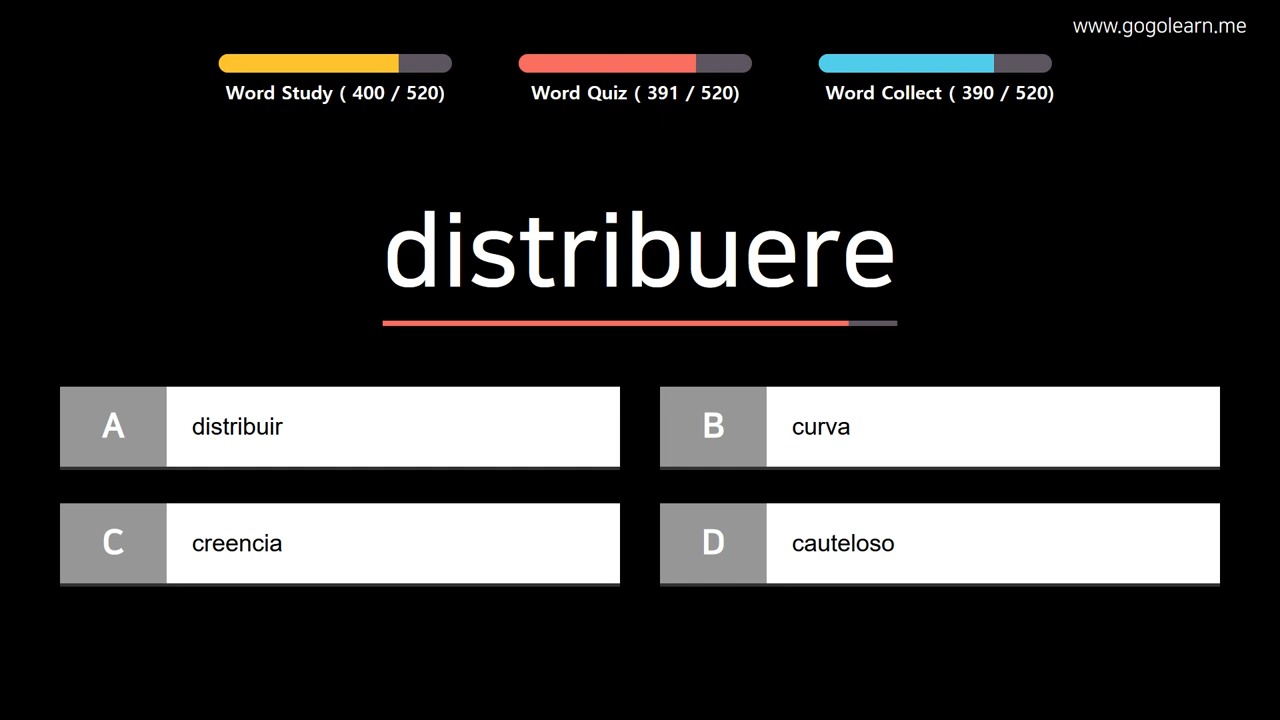 www.gogolearn.me
Word Study ( 400 / 520)
Word Quiz ( 391 / 520)
Word Collect ( 390 / 520)
distribuere
A distribuir
B curva
C creencia
D cauteloso